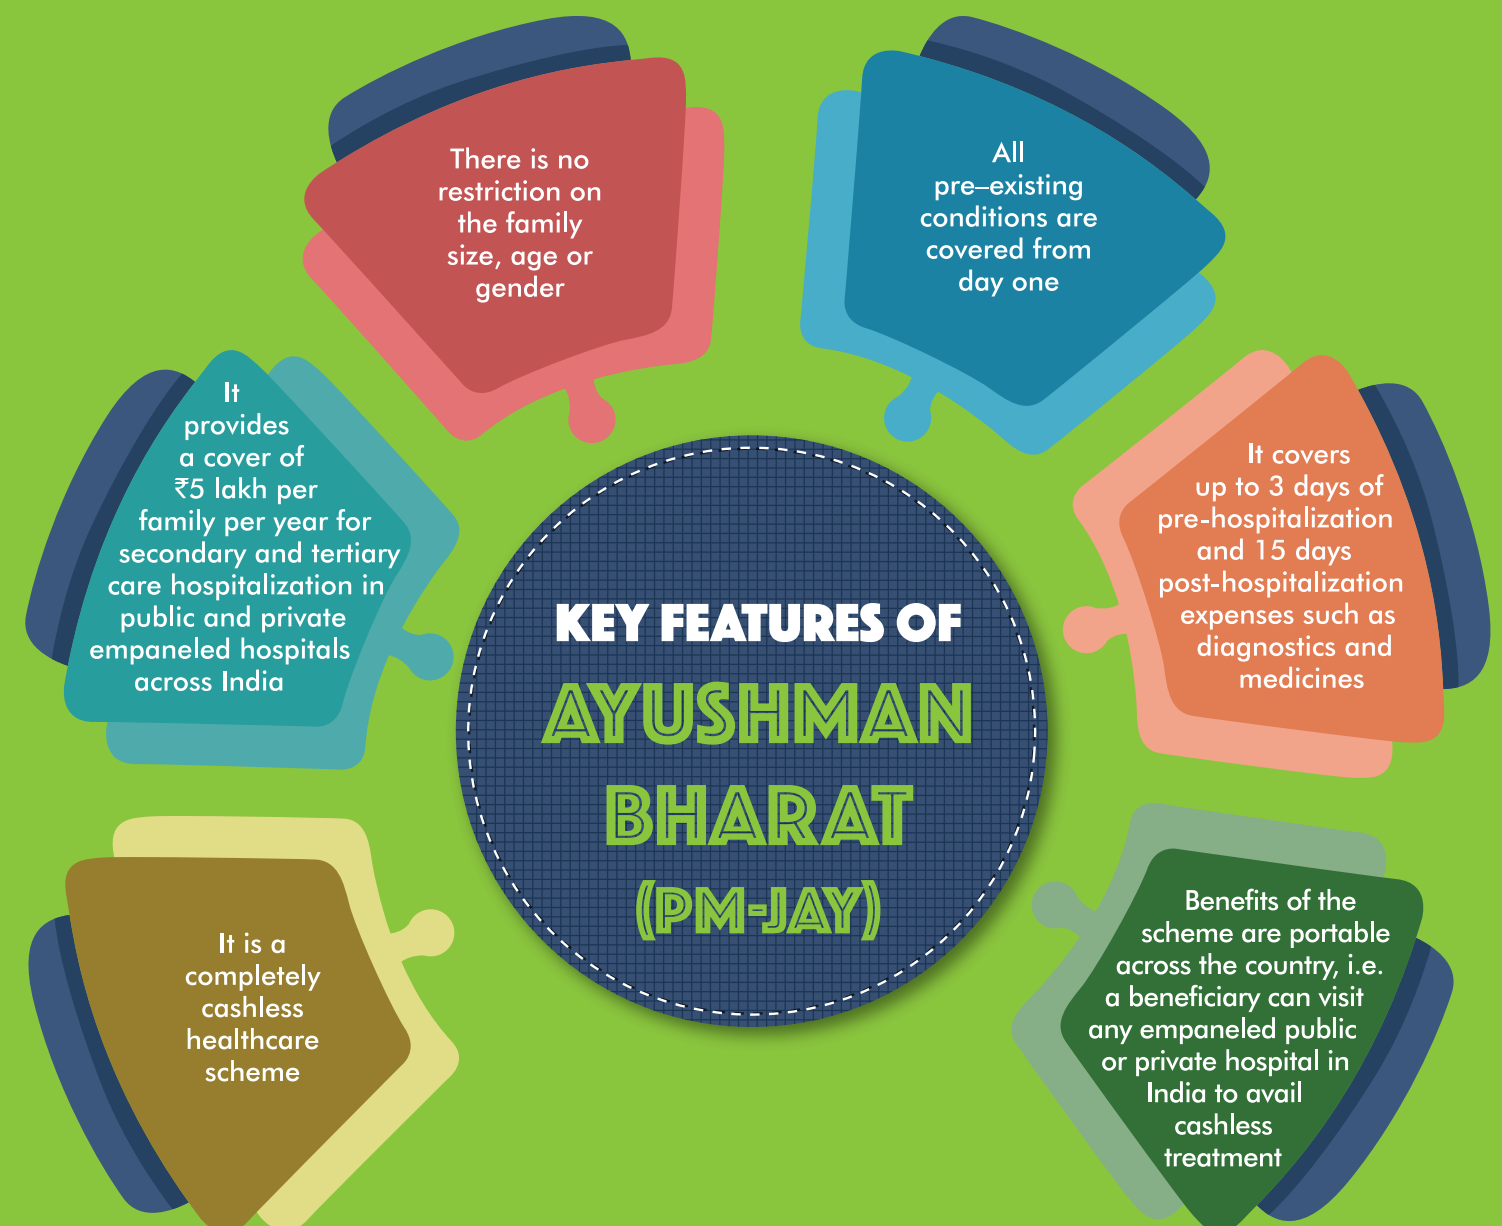 There is no
restriction on
the family
size, age or
gender
All
pre–existing
conditions are
covered from
day one
It
provides
a cover of
₹5 lakh per
family per year for
secondary and tertiary
care hospitalization in
public and private
empaneled hospitals
across India
It covers
up to 3 days of
pre-hospitalization
and 15 days
post-hospitalization
expenses such as
diagnostics and
medicines
KEY FEATURES OF
AYUSHMAN
BHARAT
(PM-JAY)
It is a
completely
cashless
healthcare
scheme
Benefits of the
scheme are portable
across the country, i.e.
a beneficiary can visit
any empaneled public
or private hospital in
India to avail
cashless
treatment